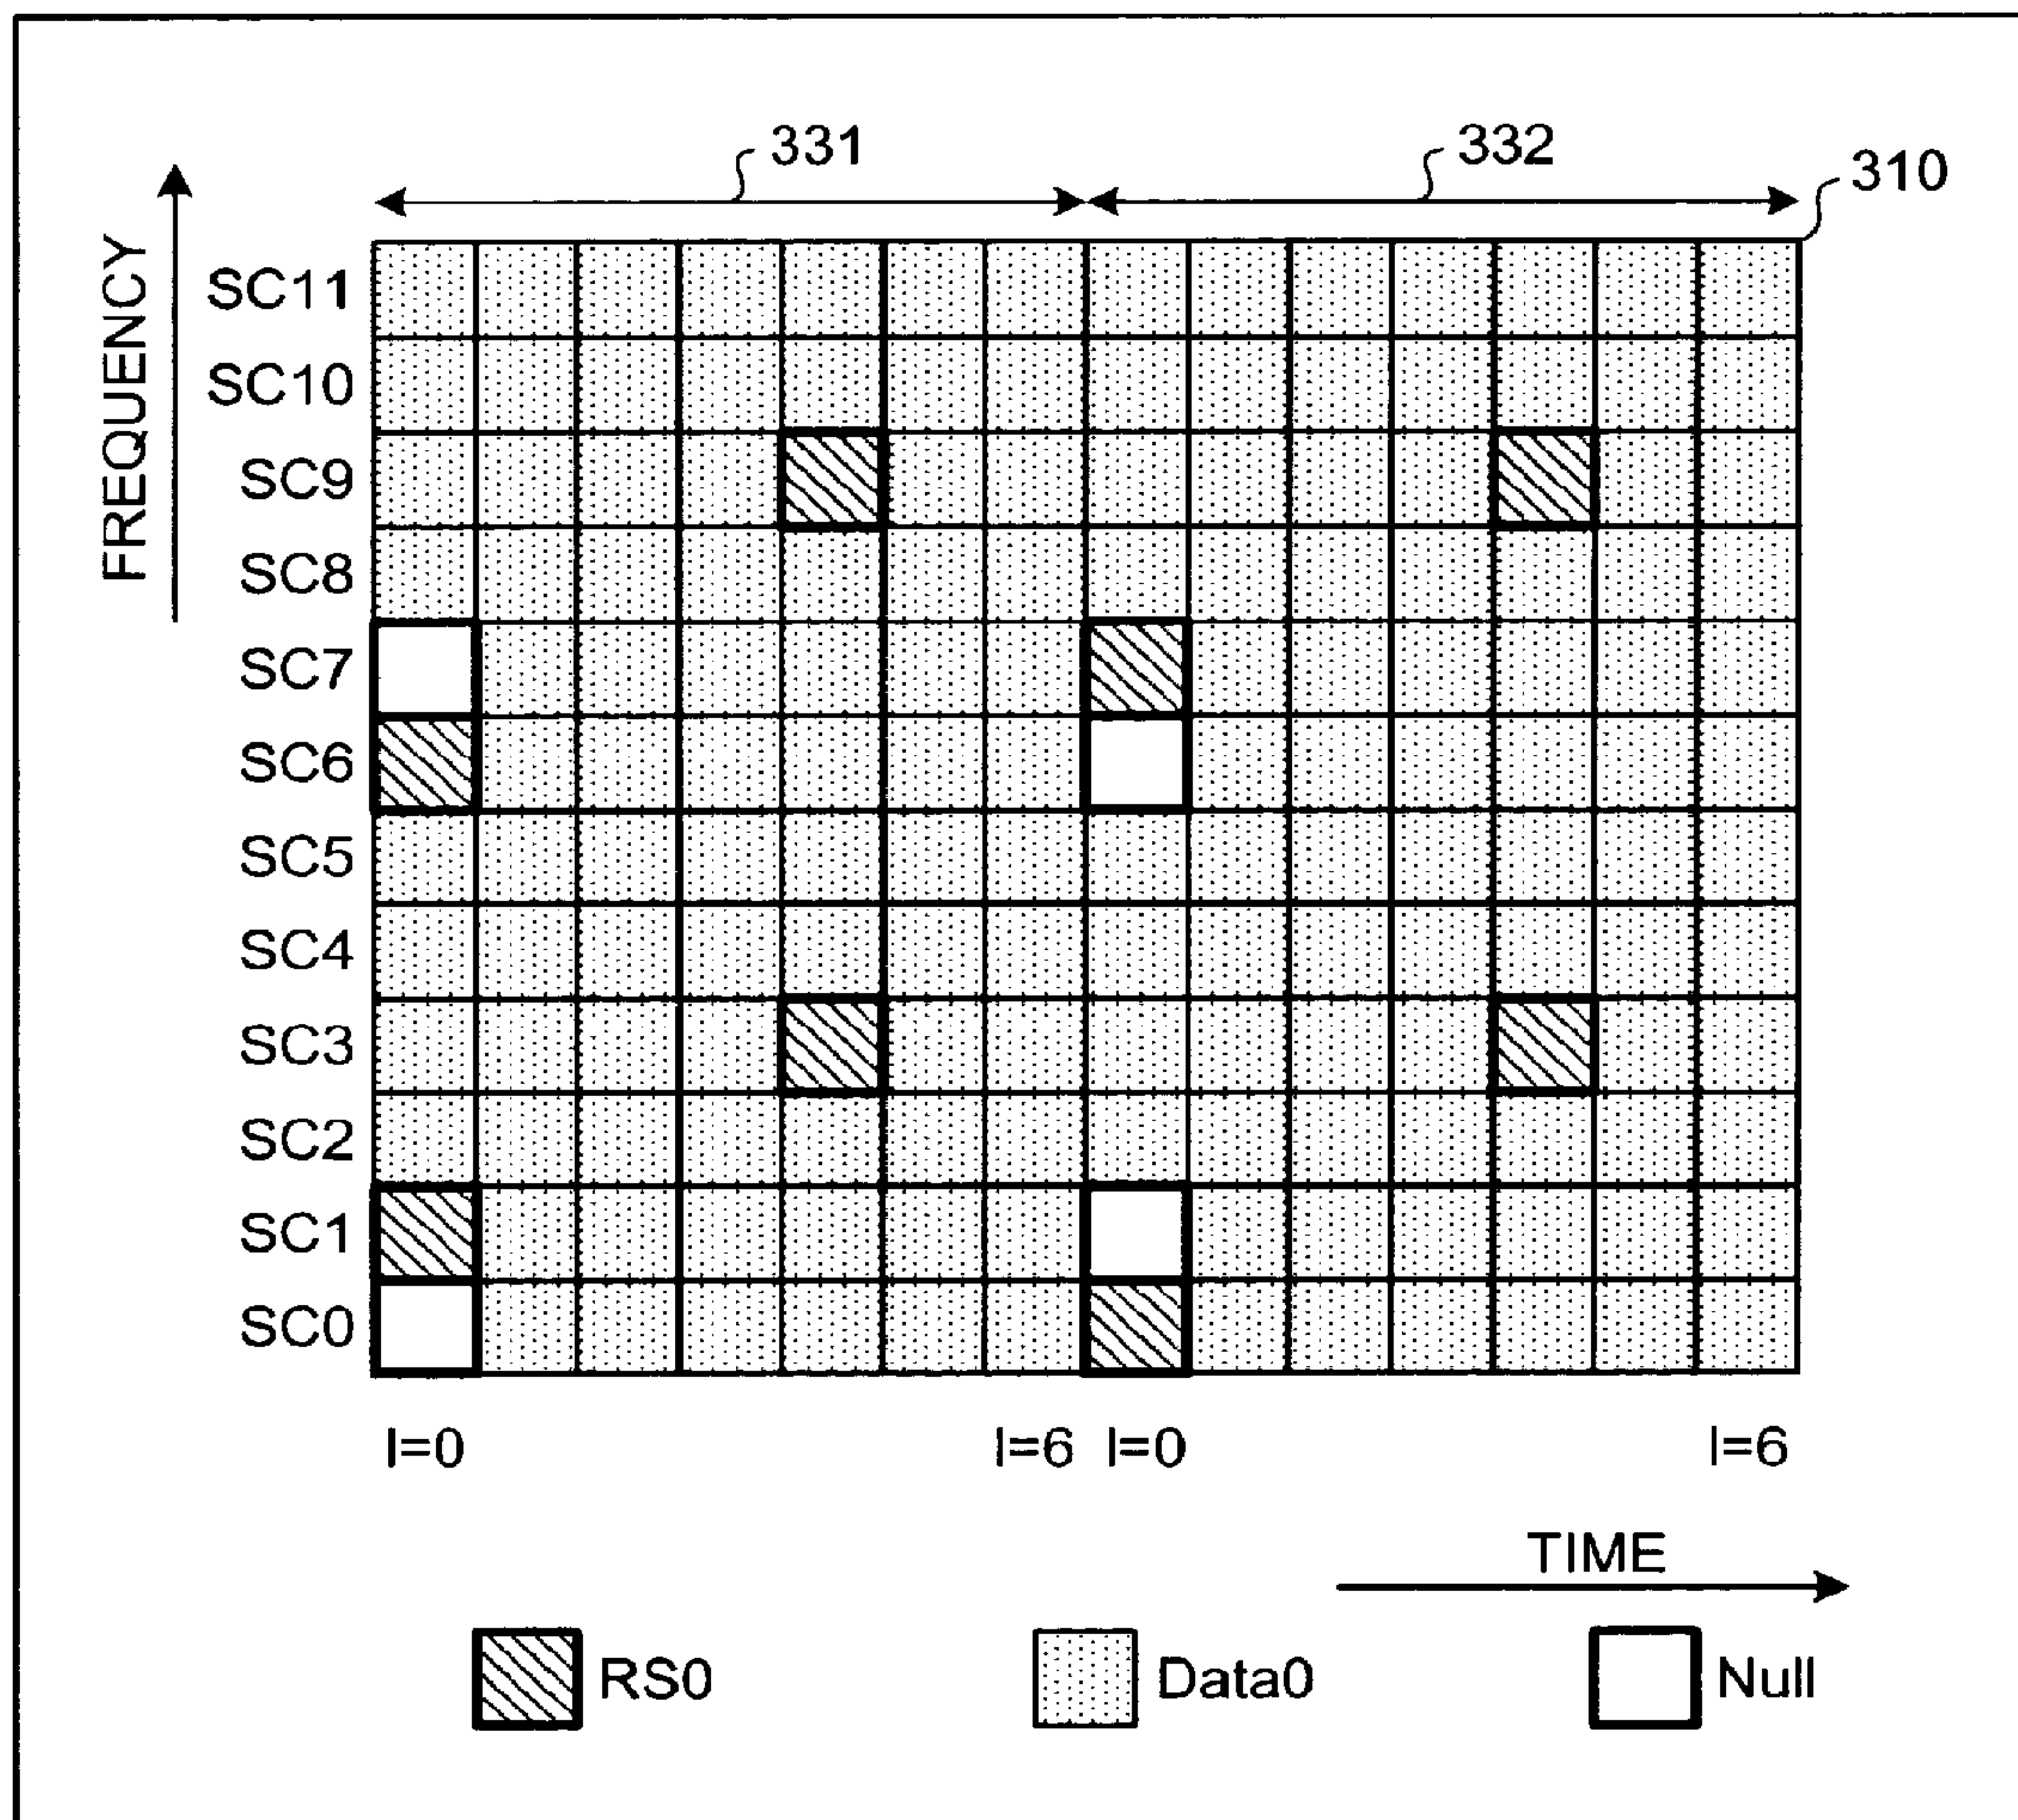 331
332
310
FREQUENCY
SC11
SC10
SC9
SC8
SC7
SC6
SC5
SC4
SC3
SC2
SC1
SC0
l=0
l=6
l=0
l=6
TIME
RS0
Data0
Null